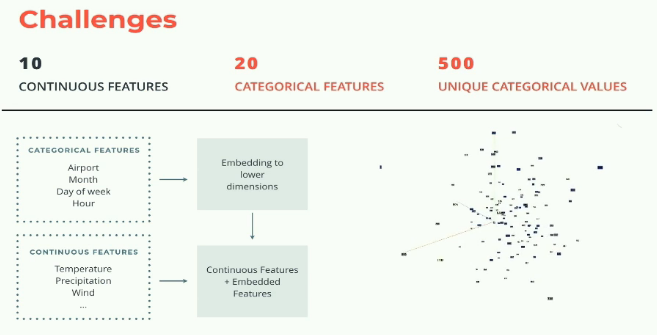 Challenges
10
CONTINUOUS FEATURES
20
CATEGORICAL FEATURES
500
UNIQUE CATEGORICAL VALUES
CATEGORICAL FEATURES
Airport
Month
Day of week
Hour
Embedding to
lower
dimensions
CONTINUOUS FEATURES
Temperature
Precipitation
Wind
...
Continuous Features
+ Embedded
Features